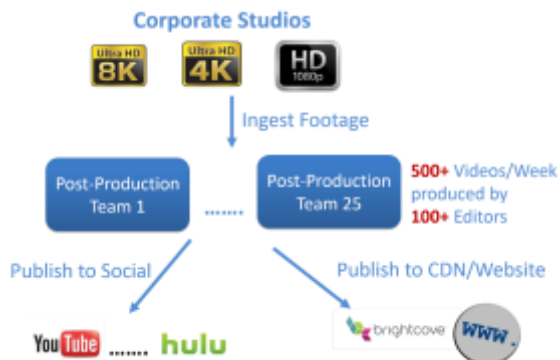 Corporate Studios
Ultra HD
8K
Ultra HD
4K
HD
1080p
Ingest Footage
Post-Production
Team 1
.......
Post-Production
Team 25
500+ Videos/Week
produced by
100+ Editors
Publish to Social
Publish to CDN/Website
YouTube ....... hulu
brightcove
www.